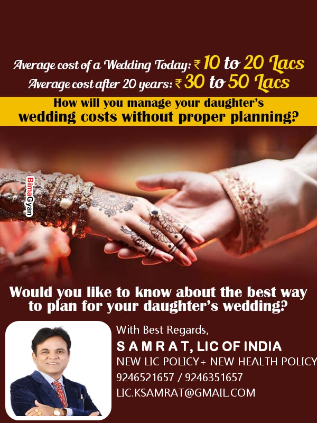 Average cost of a Wedding Today: ₹ 10 to 20 Lacs
Average cost after 20 years: ₹ 30 to 50 Lacs
How will you manage your daughter's
wedding costs without proper planning?
BimaGyan
Would you like to know about the best way
to plan for your daughter's wedding?
With Best Regards,
S A M R A T, LIC OF INDIA
NEW LIC POLICY+ NEW HEALTH POLICY
9246521657 / 9246351657
LIC.KSAMRAT@GMAIL.COM